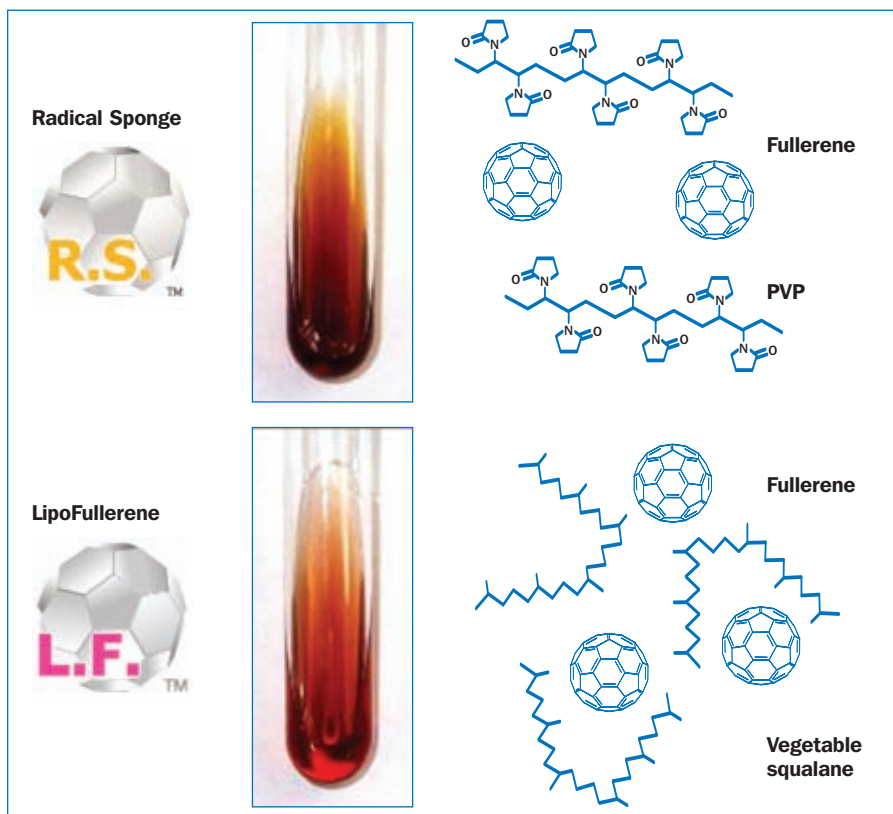 Radical Sponge
R.S.
TM
O
N
N
O
N
O
N
O
N
O
N
O
Fullerene
O
N
N
O
N
O
N
O
N
O
N
O
PVP
LipoFullerene
L.F.
TM
Fullerene
Vegetable
squalane